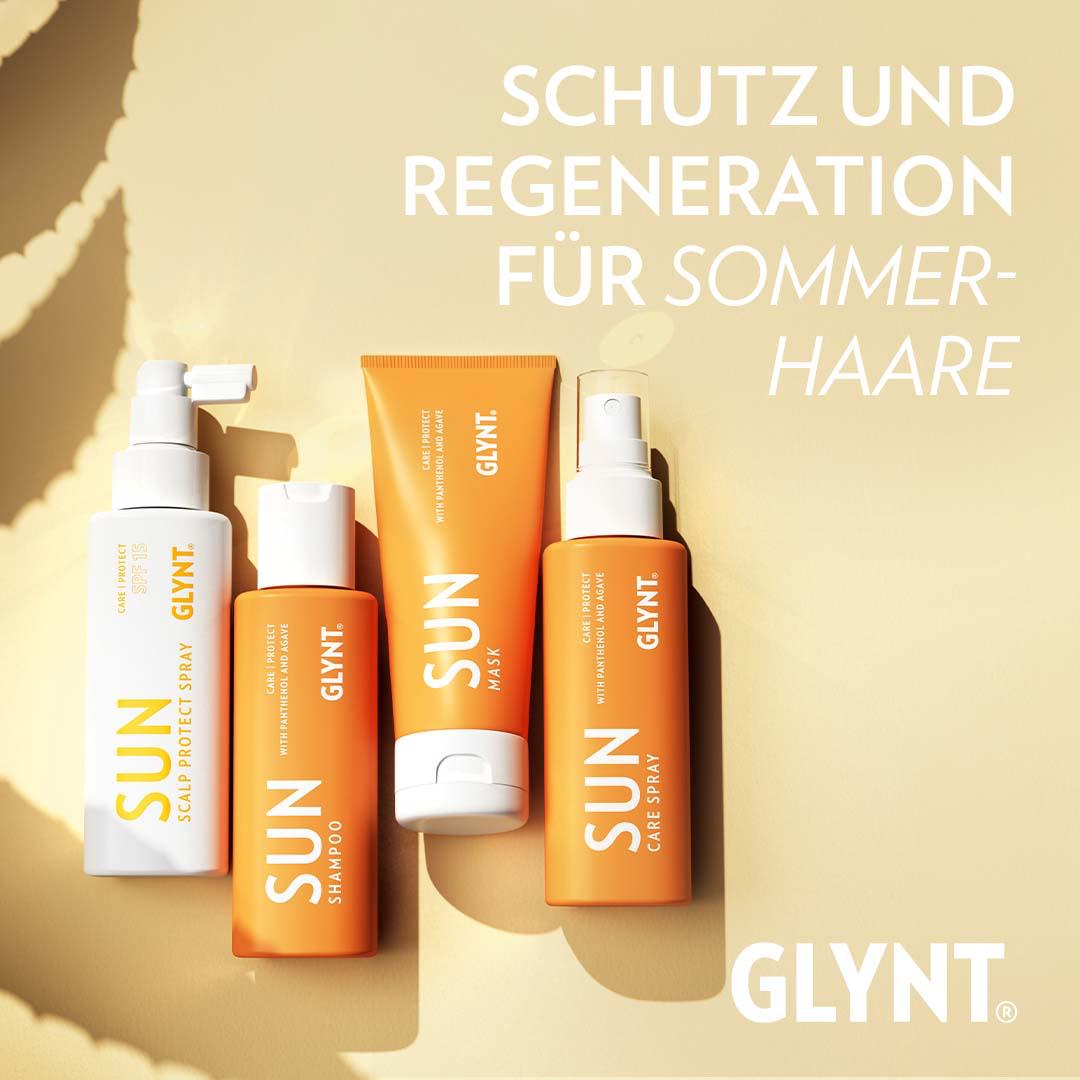 SCHUTZ UND
REGENERATION
FÜR SOMMER-
HAARE
CARE | PROTECT
SPF 15
GLYNT®
SUN
SCALP PROTECT SPRAY
CARE | PROTECT
WITH PANTHENOL AND AGAVE
GLYNT®
SUN
SHAMPOO
CARE | PROTECT
WITH PANTHENOL AND AGAVE
GLYNT®
SUN
MASK
CARE | PROTECT
WITH PANTHENOL AND AGAVE
GLYNT®
SUN
CARE SPRAY
GLYNT®